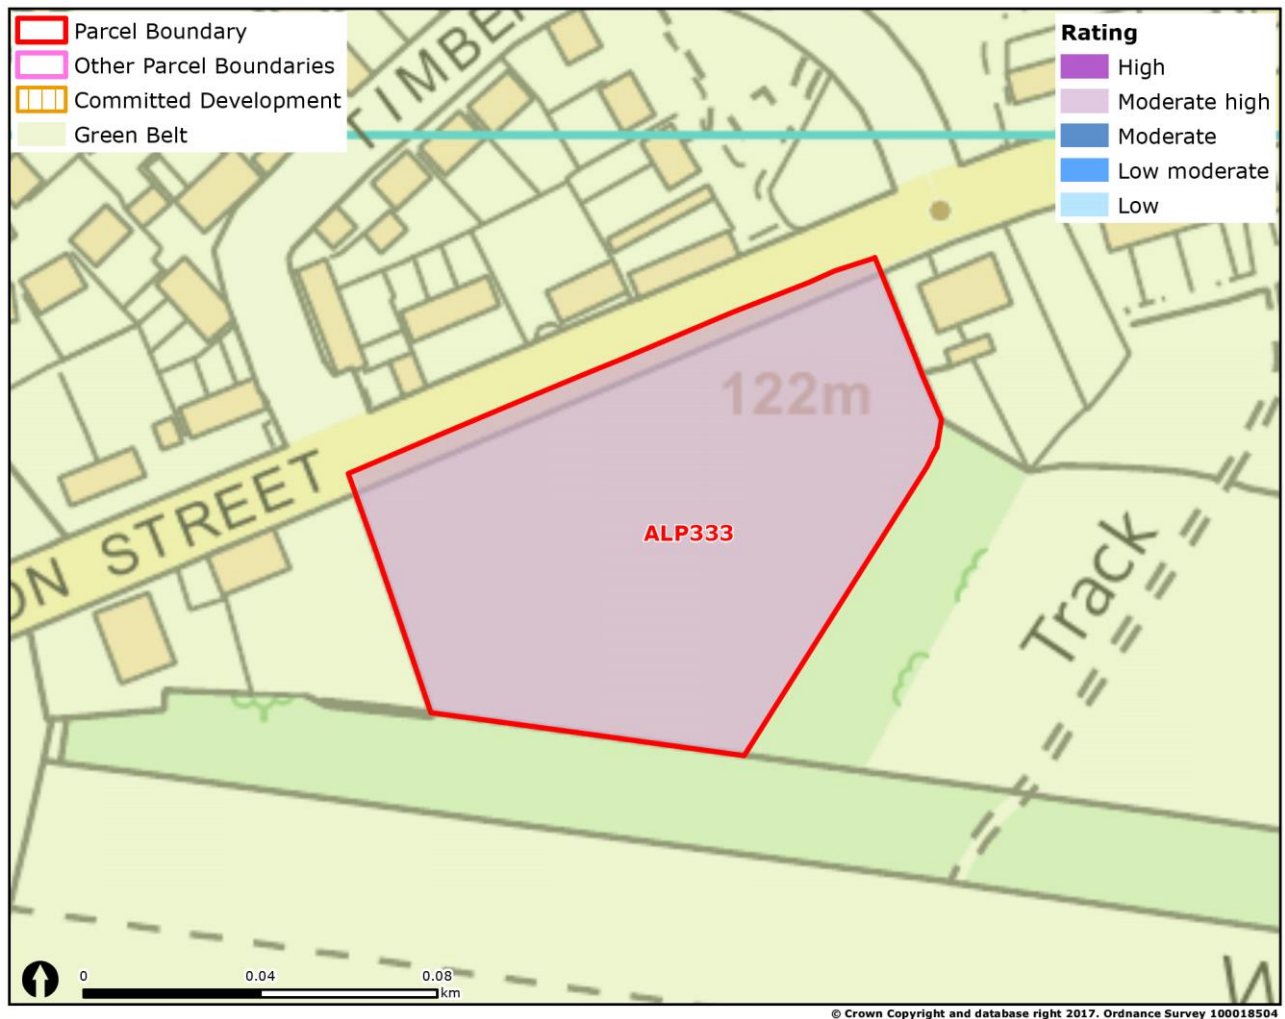 Parcel Boundary
Other Parcel Boundaries
Committed Development
Green Belt
Rating
High
Moderate high
Moderate
Low moderate
Low
TIMBE
122m
ALP333
ON STREET
Track
W
0 0.04 0.08
km
© Crown Copyright and database right 2017. Ordnance Survey 100018504